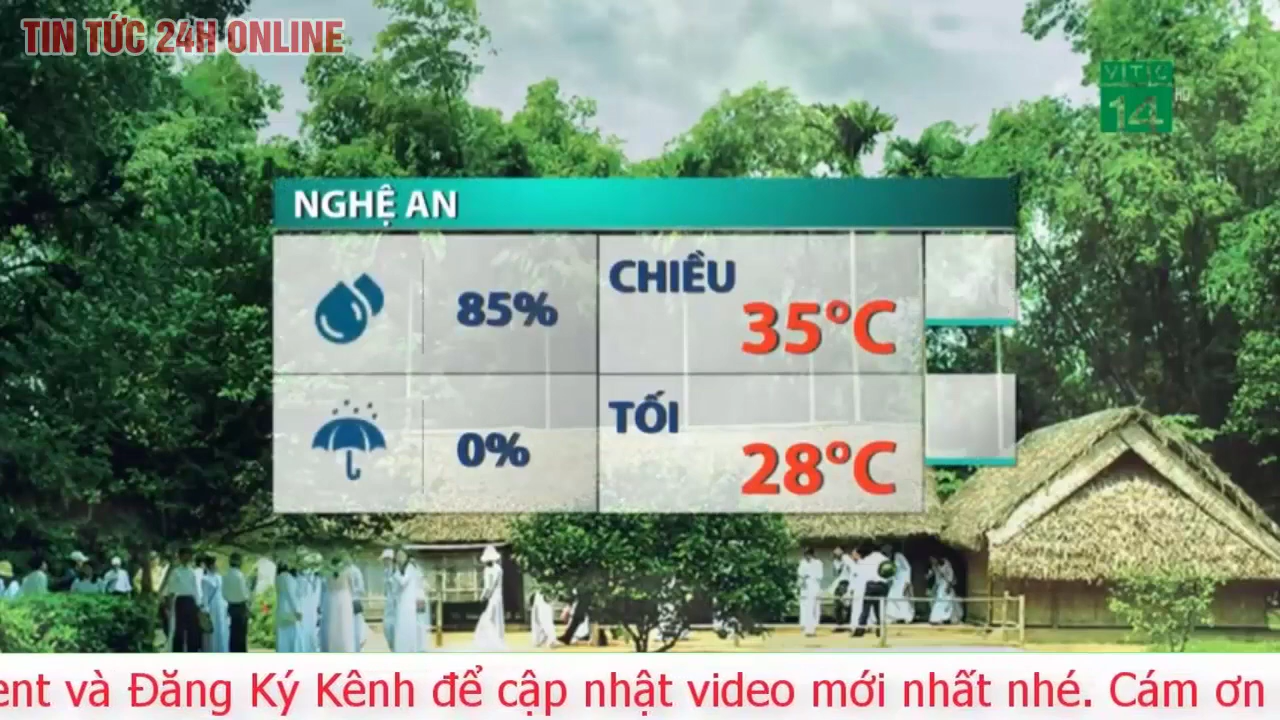 TIN TỨC 24H ONLINE
VTC
14
HD
NGHỆ AN
85%
CHIỀU
35°C
0%
TỐI
28°C
ent và Đăng Ký Kênh để cập nhật video mới nhất nhé. Cám ơn